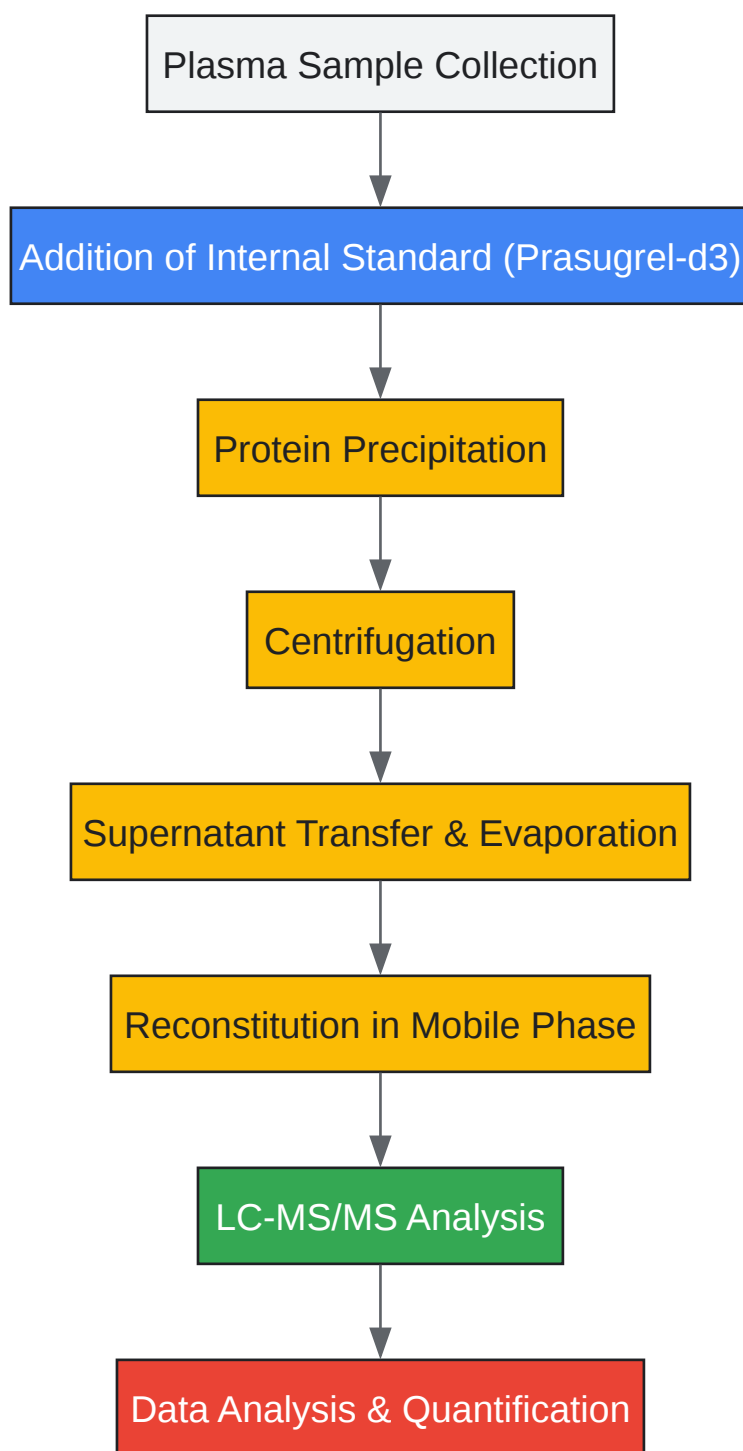 Plasma Sample Collection
Addition of Internal Standard (Prasugrel-d3)
Protein Precipitation
Centrifugation
Supernatant Transfer & Evaporation
Reconstitution in Mobile Phase
LC-MS/MS Analysis
Data Analysis & Quantification